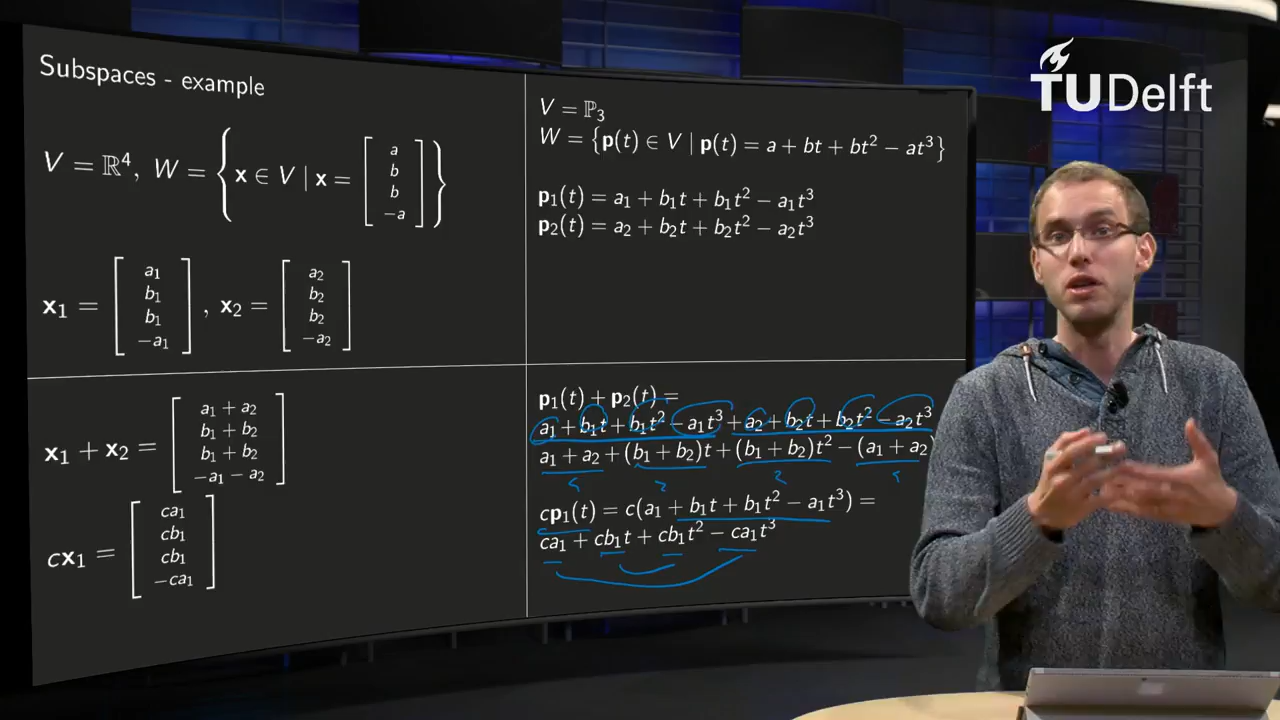 Subspaces - example
V = ℝ⁴, W = { x ∈ V | x = [ a
b
b
−a ] }
x₁ = [ a₁
b₁
b₁
−a₁ ] , x₂ = [ a₂
b₂
b₂
−a₂ ]
x₁ + x₂ = [ a₁ + a₂
b₁ + b₂
b₁ + b₂
−a₁ − a₂ ]
cx₁ = [ ca₁
cb₁
cb₁
−ca₁ ]
V = ℙ₃
W = {p(t) ∈ V | p(t) = a + bt + bt² − at³}
p₁(t) = a₁ + b₁t + b₁t² − a₁t³
p₂(t) = a₂ + b₂t + b₂t² − a₂t³
p₁(t) + p₂(t) =
a₁ + b₁t + b₁t² − a₁t³ + a₂ + b₂t + b₂t² − a₂t³
a₁ + a₂ + (b₁ + b₂)t + (b₁ + b₂)t² − (a₁ + a₂)
cp₁(t) = c(a₁ + b₁t + b₁t² − a₁t³) =
ca₁ + cb₁t + cb₁t² − ca₁t³
TUDelft